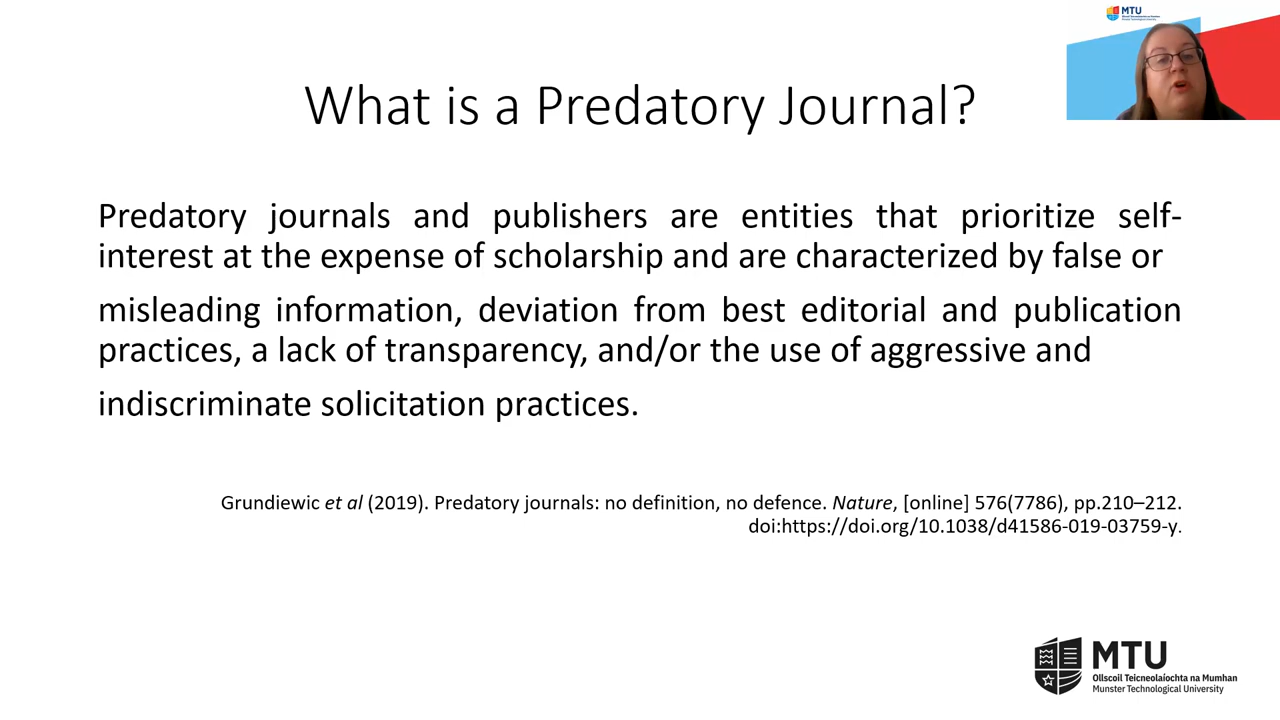 MTU
What is a Predatory Journal?
Predatory journals and publishers are entities that prioritize self-
interest at the expense of scholarship and are characterized by false or
misleading information, deviation from best editorial and publication
practices, a lack of transparency, and/or the use of aggressive and
indiscriminate solicitation practices.
Grundiewic et al (2019). Predatory journals: no definition, no defence. Nature, [online] 576(7786), pp.210–212.
doi:https://doi.org/10.1038/d41586-019-03759-y.
MTU
Ollscoil Teicneolaíochta na Mumhan
Munster Technological University